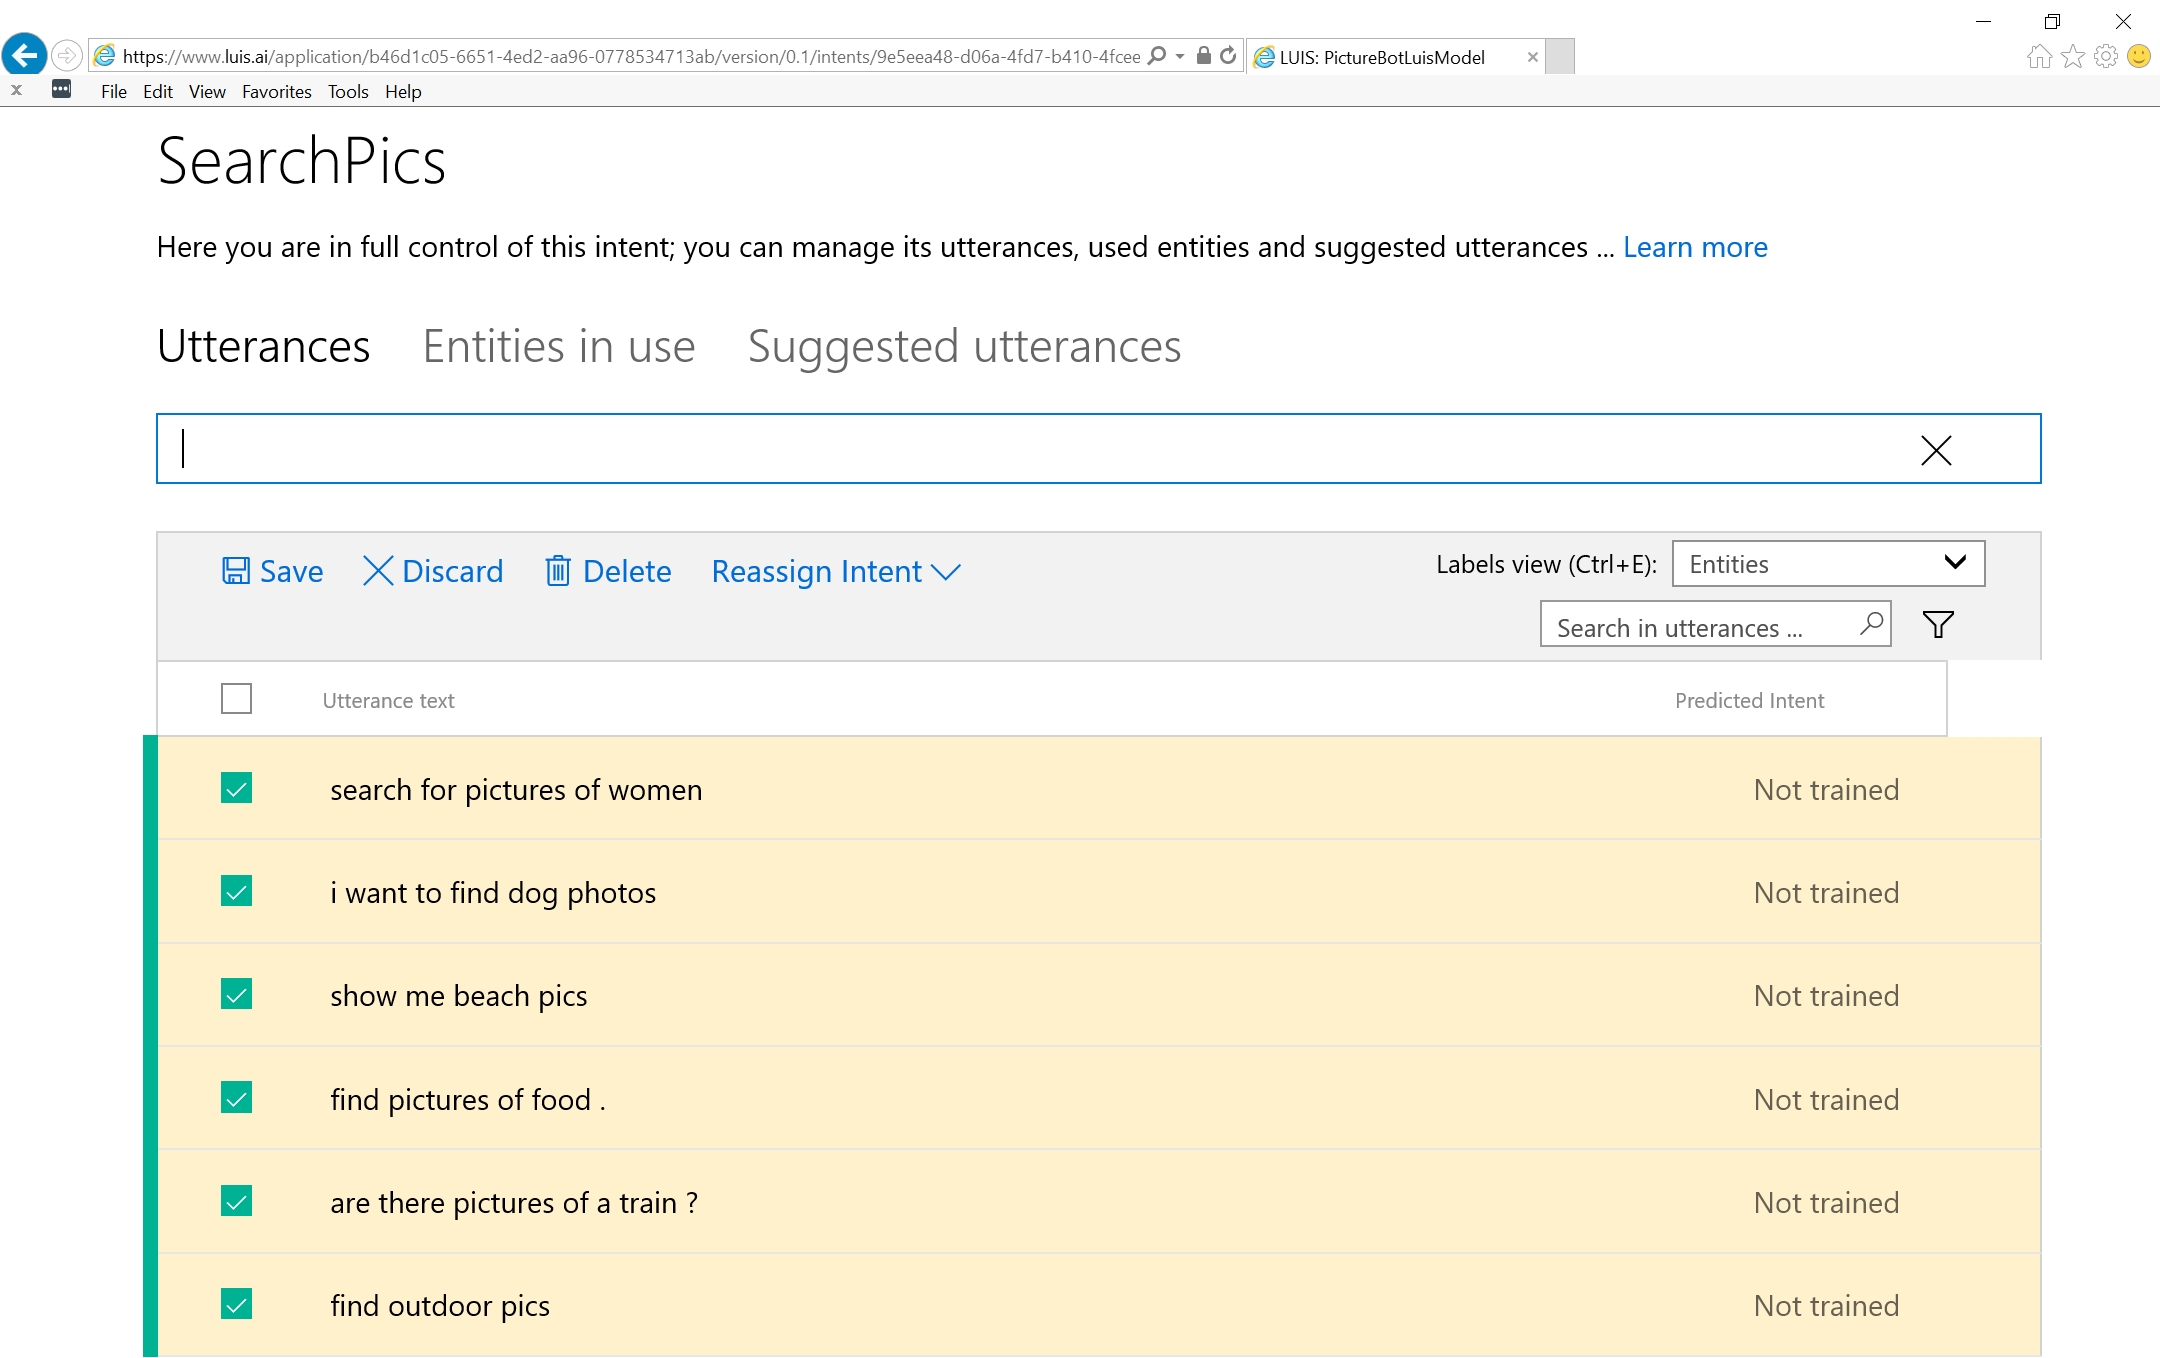 https://www.luis.ai/application/b46d1c05-6651-4ed2-aa96-0778534713ab/version/0.1/intents/9e5eea48-d06a-4fd7-b410-4fcee
LUIS: PictureBotLuisModel
x File Edit View Favorites Tools Help
SearchPics
Here you are in full control of this intent; you can manage its utterances, used entities and suggested utterances ... Learn more
Utterances Entities in use Suggested utterances
Save Discard Delete Reassign Intent Labels view (Ctrl+E): Entities
Search in utterances ...
Utterance text Predicted Intent
search for pictures of women Not trained
i want to find dog photos Not trained
show me beach pics Not trained
find pictures of food . Not trained
are there pictures of a train ? Not trained
find outdoor pics Not trained